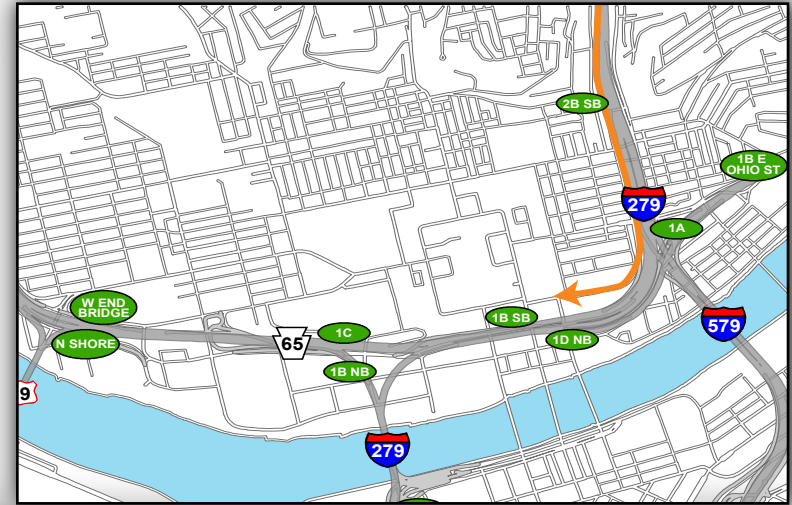 2B SB
1B E
OHIO ST
279
1A
W END
BRIDGE
N SHORE
65
1C
1B SB
1D NB
579
1B NB
9
279